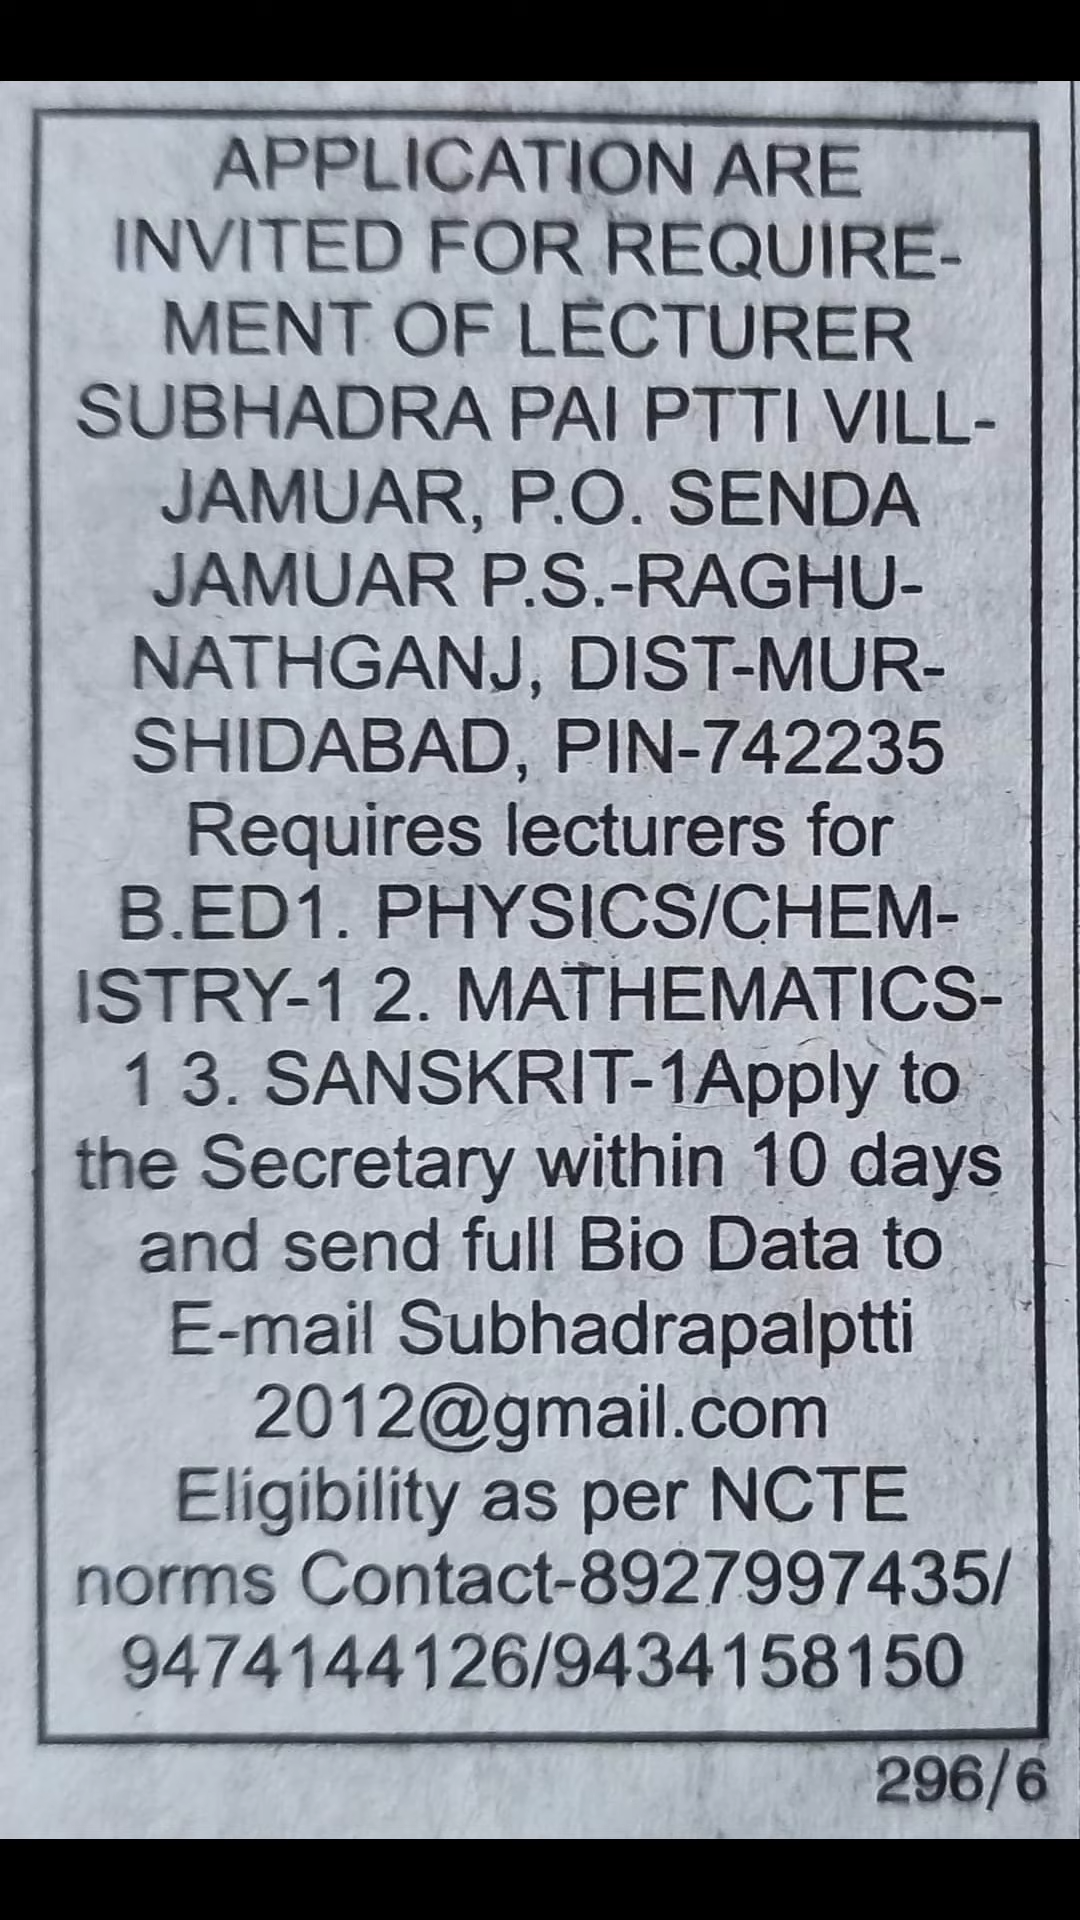 APPLICATION ARE
INVITED FOR REQUIRE-
MENT OF LECTURER
SUBHADRA PAI PTTI VILL-
JAMUAR, P.O. SENDA
JAMUAR P.S.-RAGHU-
NATHGANJ, DIST-MUR-
SHIDABAD, PIN-742235
Requires lecturers for
B.ED1. PHYSICS/CHEM-
ISTRY-1 2. MATHEMATICS-
1 3. SANSKRIT-1Apply to
the Secretary within 10 days
and send full Bio Data to
E-mail Subhadrapalptti
2012@gmail.com
Eligibility as per NCTE
norms Contact-8927997435/
9474144126/9434158150
296/6